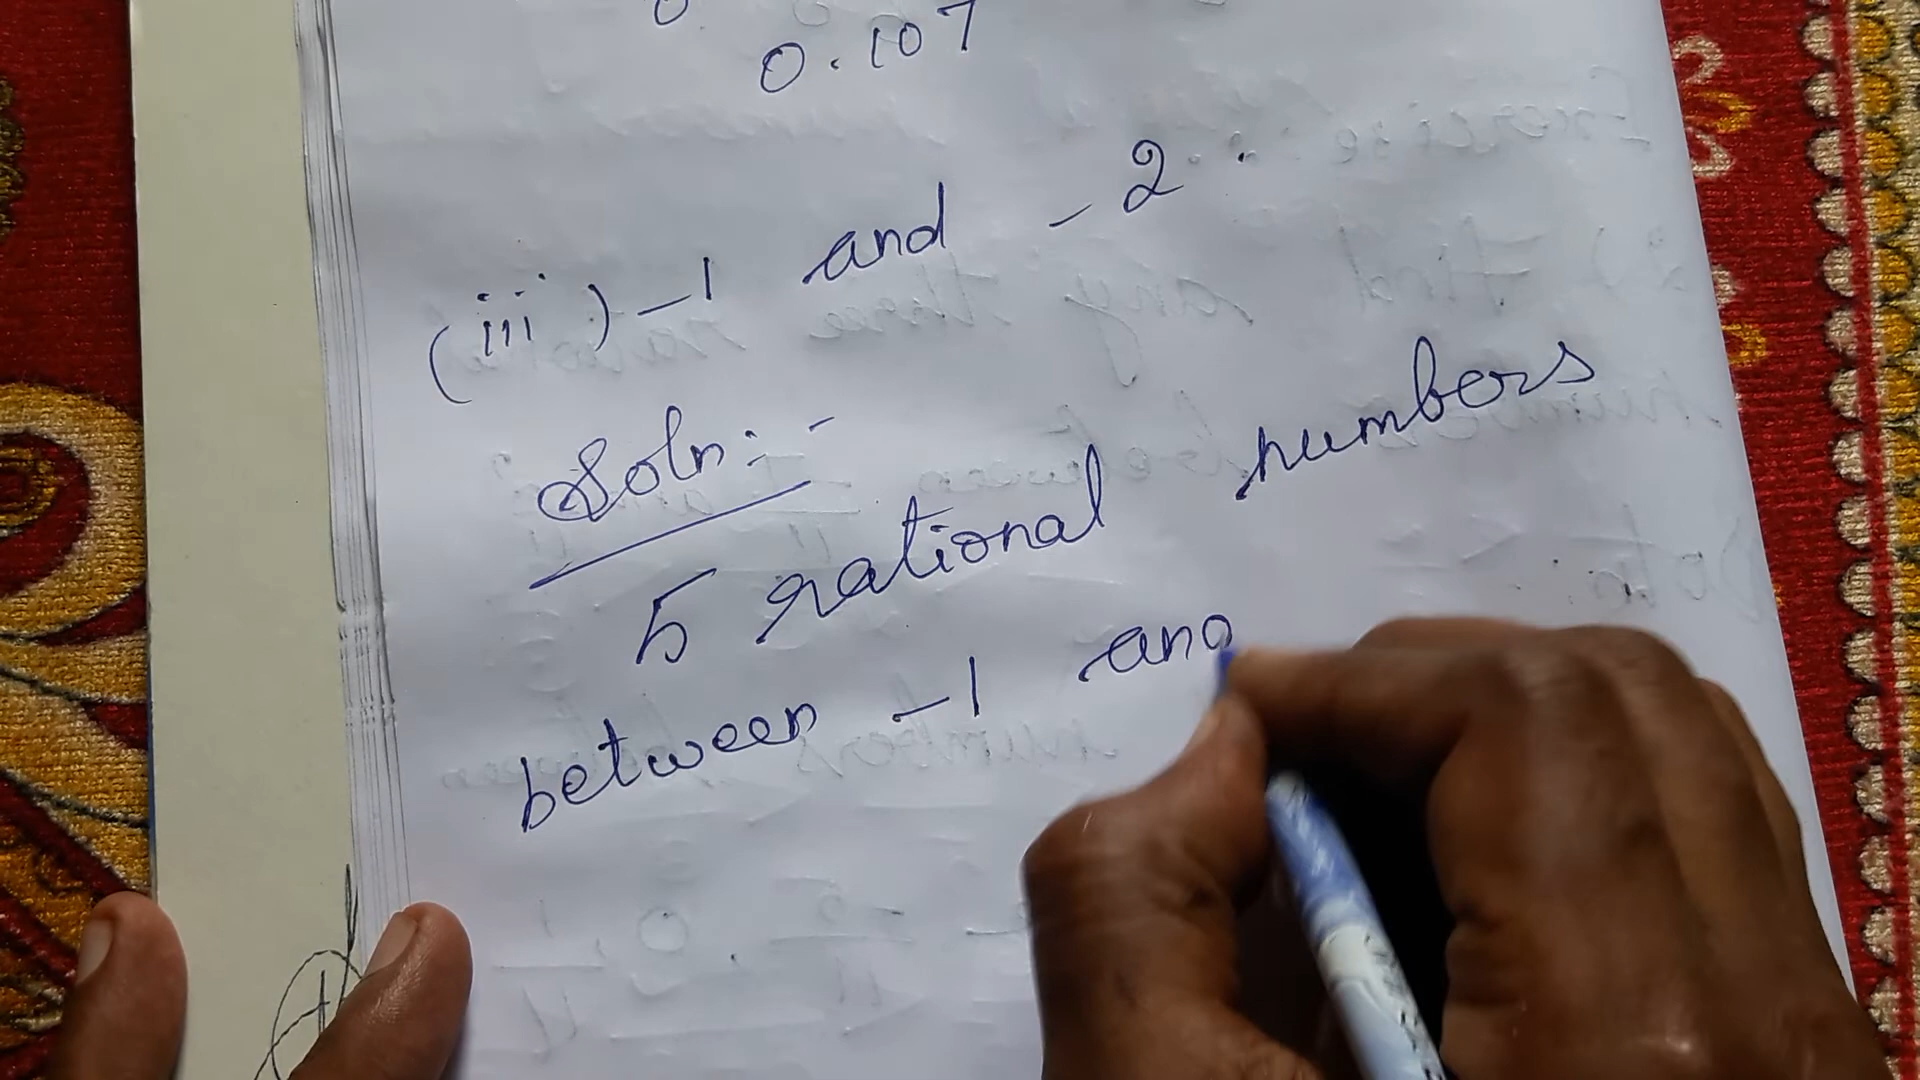 0.107
(iii) -1 and -2.
Soln:-
5 rational numbers
between -1 and